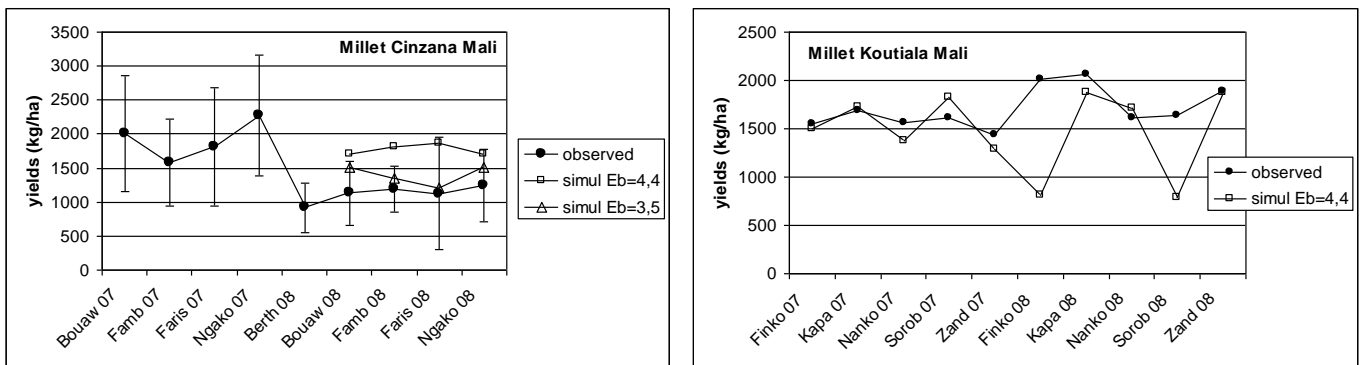 Millet Cinzana Mali
yields (kg/ha)
3500
3000
2500
2000
1500
1000
500
0
Bouaw 07
Famb 07
Faris 07
Ngako 07
Berth 08
Bouaw 08
Famb 08
Faris 08
Ngako 08
observed
simul Eb=4,4
simul Eb=3,5
Millet Koutiala Mali
yields (kg/ha)
2500
2000
1500
1000
500
0
Finko 07
Kapa 07
Nanko 07
Sorob 07
Zand 07
Finko 08
Kapa 08
Nanko 08
Sorob 08
Zand 08
observed
simul Eb=4,4